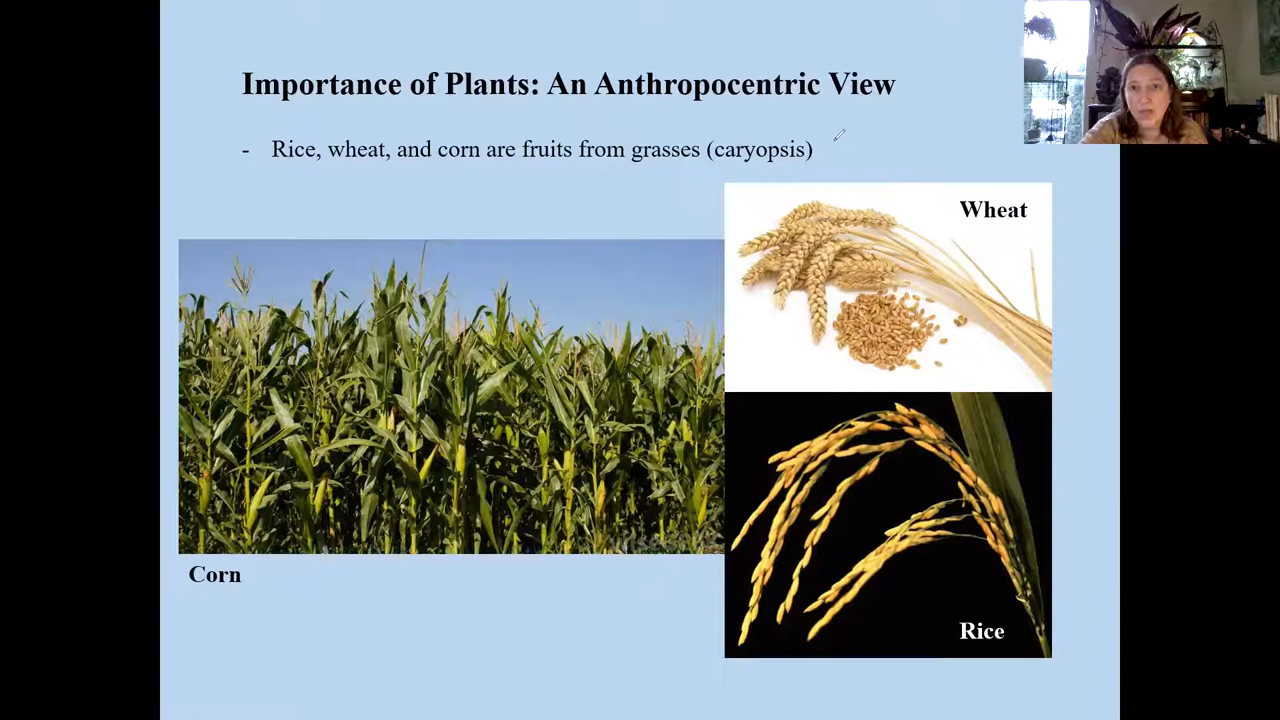 Importance of Plants: An Anthropocentric View
- Rice, wheat, and corn are fruits from grasses (caryopsis)
Wheat
Corn
Rice